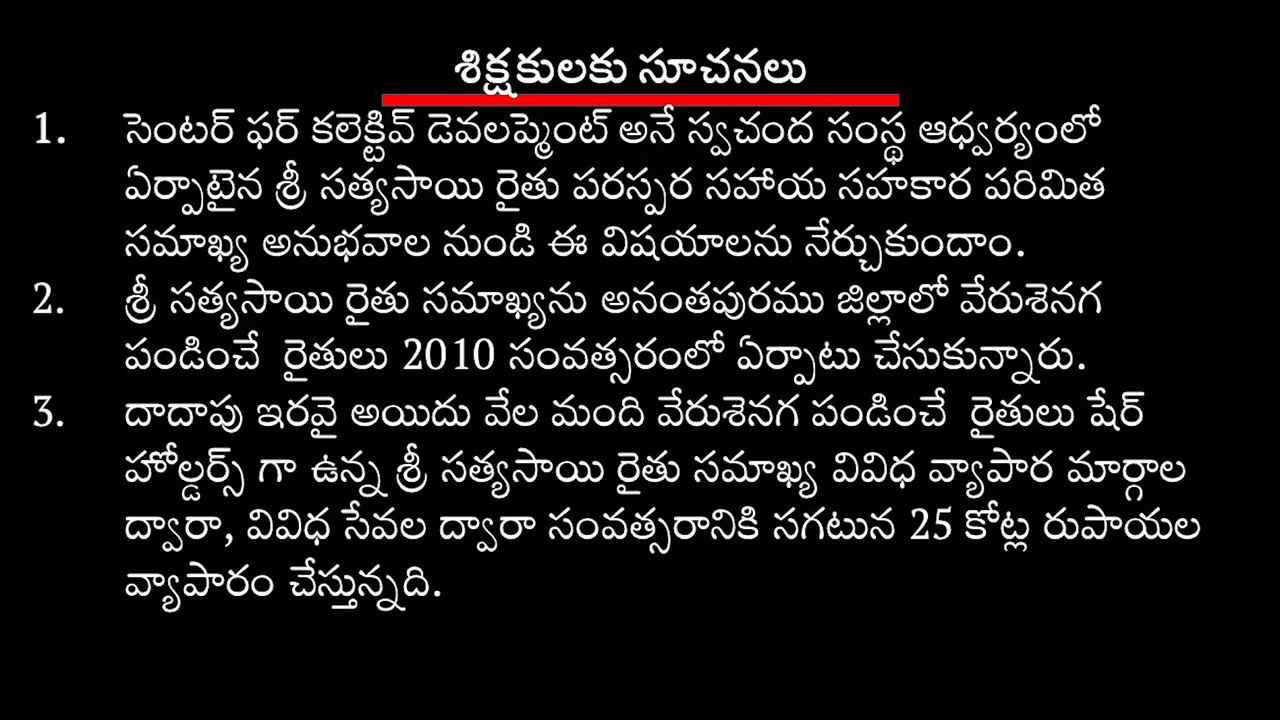 శిక్షకులకు సూచనలు
1. సెంటర్ ఫర్ కలెక్టివ్ డెవలప్మెంట్ అనే స్వచంద సంస్థ ఆధ్వర్యంలో
ఏర్పాటైన శ్రీ సత్యసాయి రైతు పరస్పర సహాయ సహకార పరిమిత
సమాఖ్య అనుభవాల నుండి ఈ విషయాలను నేర్చుకుందాం.
2. శ్రీ సత్యసాయి రైతు సమాఖ్యను అనంతపురము జిల్లాలో వేరుశెనగ
పండించే రైతులు 2010 సంవత్సరంలో ఏర్పాటు చేసుకున్నారు.
3. దాదాపు ఇరవై అయిదు వేల మంది వేరుశెనగ పండించే రైతులు షేర్
హోల్డర్స్ గా ఉన్న శ్రీ సత్యసాయి రైతు సమాఖ్య వివిధ వ్యాపార మార్గాల
ద్వారా, వివిధ సేవల ద్వారా సంవత్సరానికి సగటున 25 కోట్ల రుపాయల
వ్యాపారం చేస్తున్నది.